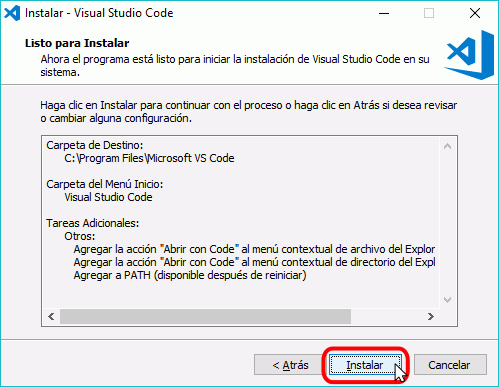 Instalar - Visual Studio Code
Listo para Instalar
Ahora el programa está listo para iniciar la instalación de Visual Studio Code en su
sistema.
Haga clic en Instalar para continuar con el proceso o haga clic en Atrás si desea revisar
o cambiar alguna configuración.
Carpeta de Destino:
C:\Program Files\Microsoft VS Code
Carpeta del Menú Inicio:
Visual Studio Code
Tareas Adicionales:
Otros:
Agregar la acción "Abrir con Code" al menú contextual de archivo del Explor
Agregar la acción "Abrir con Code" al menú contextual de directorio del Expl
Agregar a PATH (disponible después de reiniciar)
< Atrás Instalar Cancelar